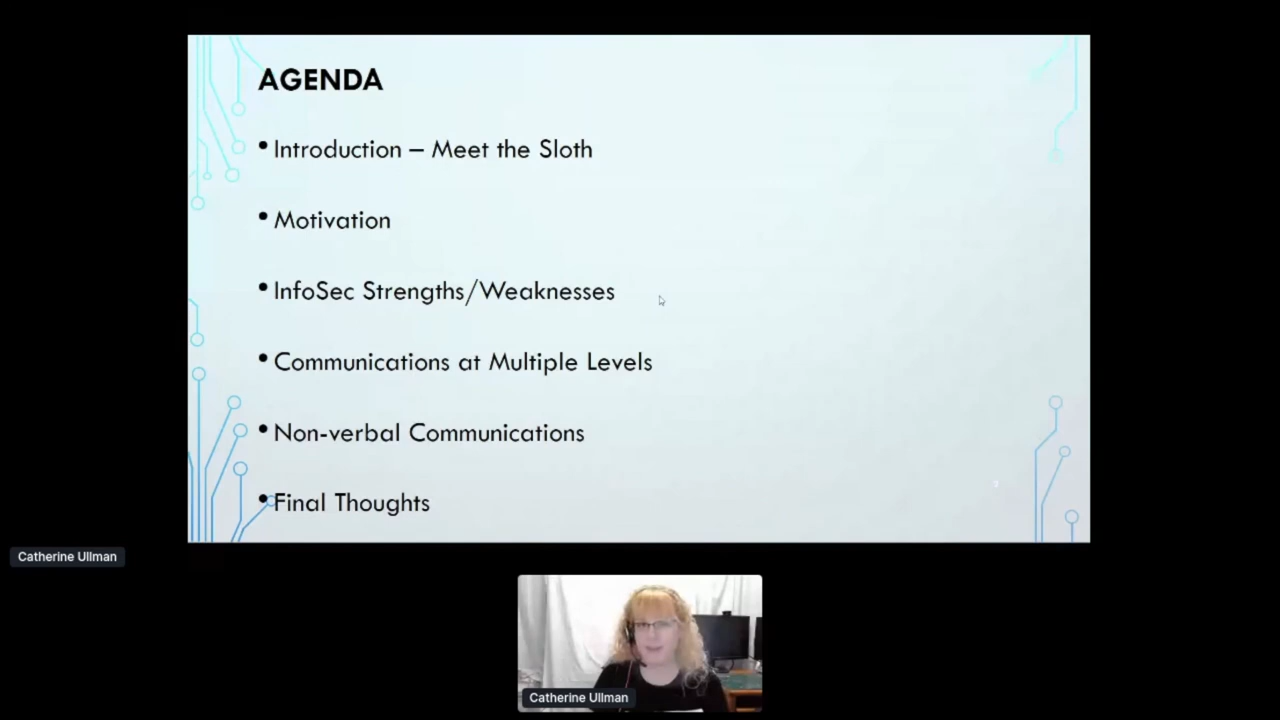 AGENDA
• Introduction – Meet the Sloth
• Motivation
• InfoSec Strengths/Weaknesses
• Communications at Multiple Levels
• Non-verbal Communications
• Final Thoughts
Catherine Ullman
Catherine Ullman